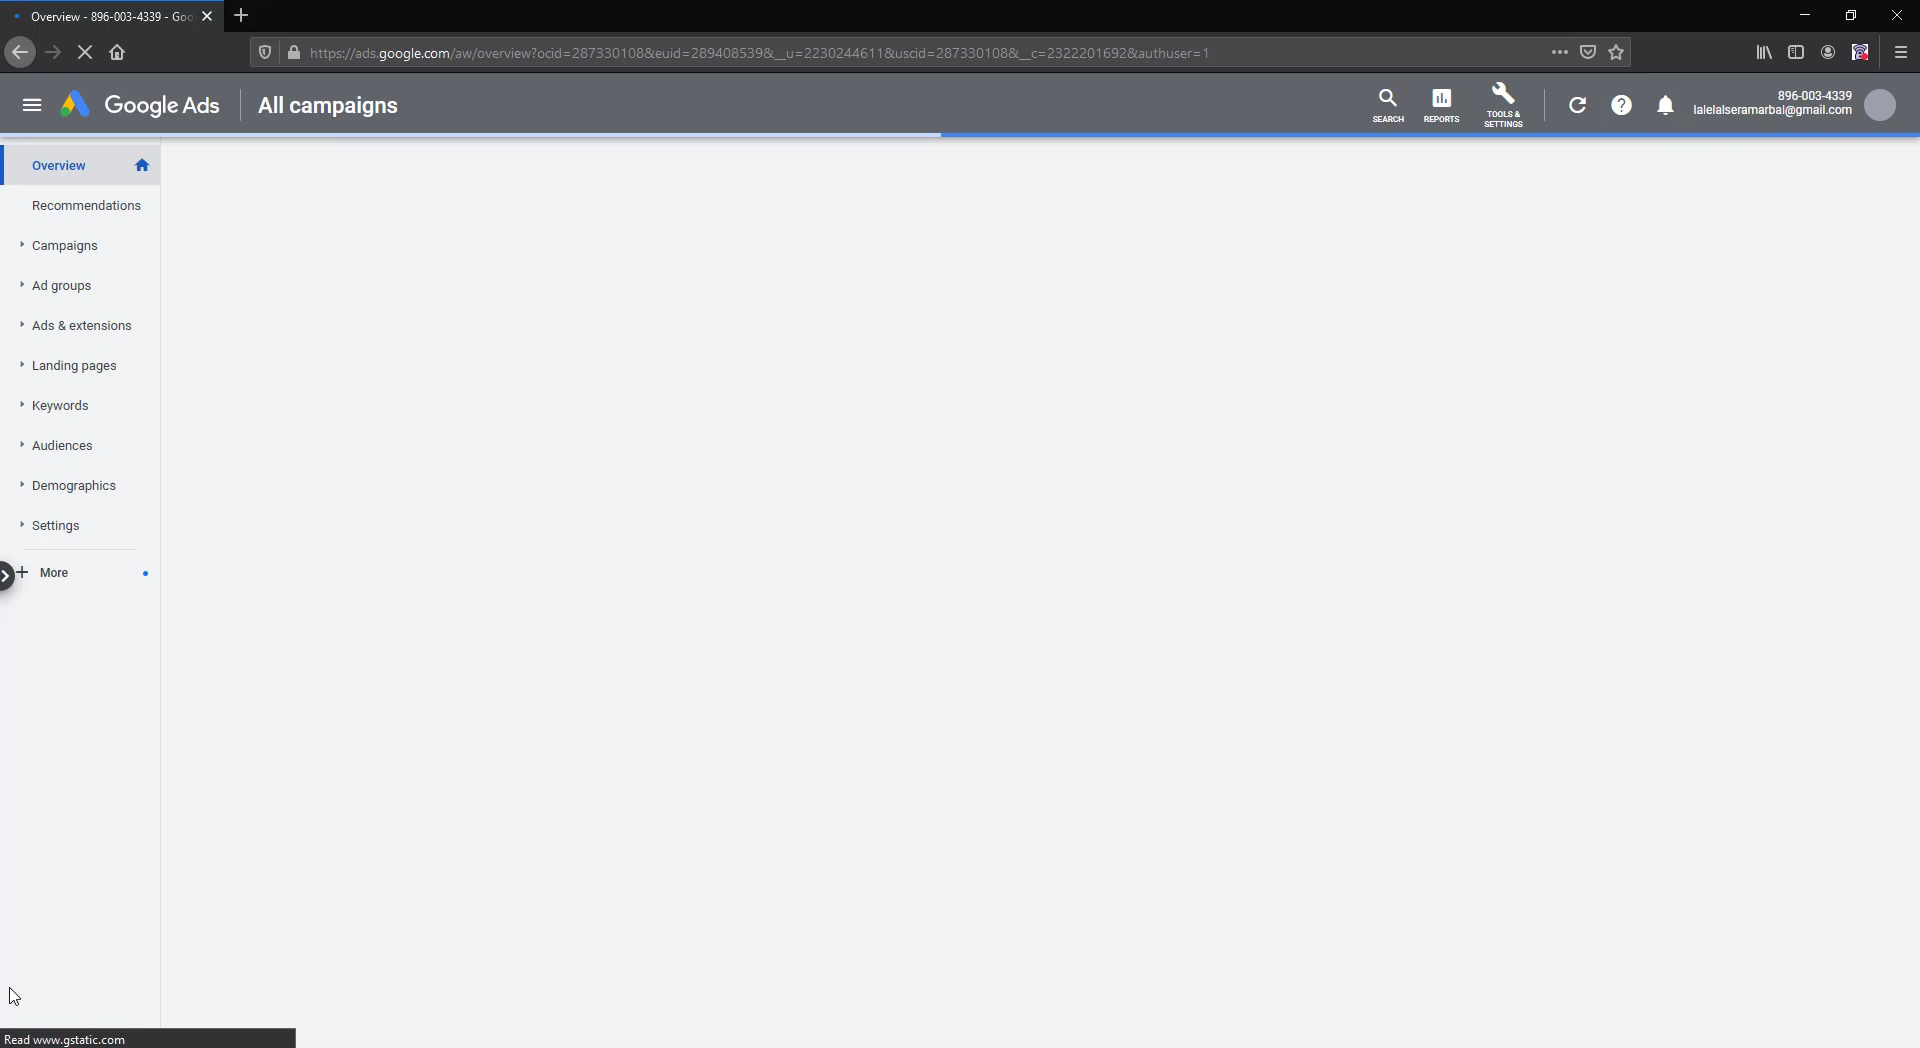 Overview - 896-003-4339 - Goo
https://ads.google.com/aw/overview?ocid=287330108&euid=289408539&__u=2230244611&uscid=287330108&__c=2322201692&authuser=1
Google Ads
All campaigns
SEARCH
REPORTS
TOOLS & SETTINGS
896-003-4339
lalelalseramarbal@gmail.com
Overview
Recommendations
Campaigns
Ad groups
Ads & extensions
Landing pages
Keywords
Audiences
Demographics
Settings
More
Read www.gstatic.com